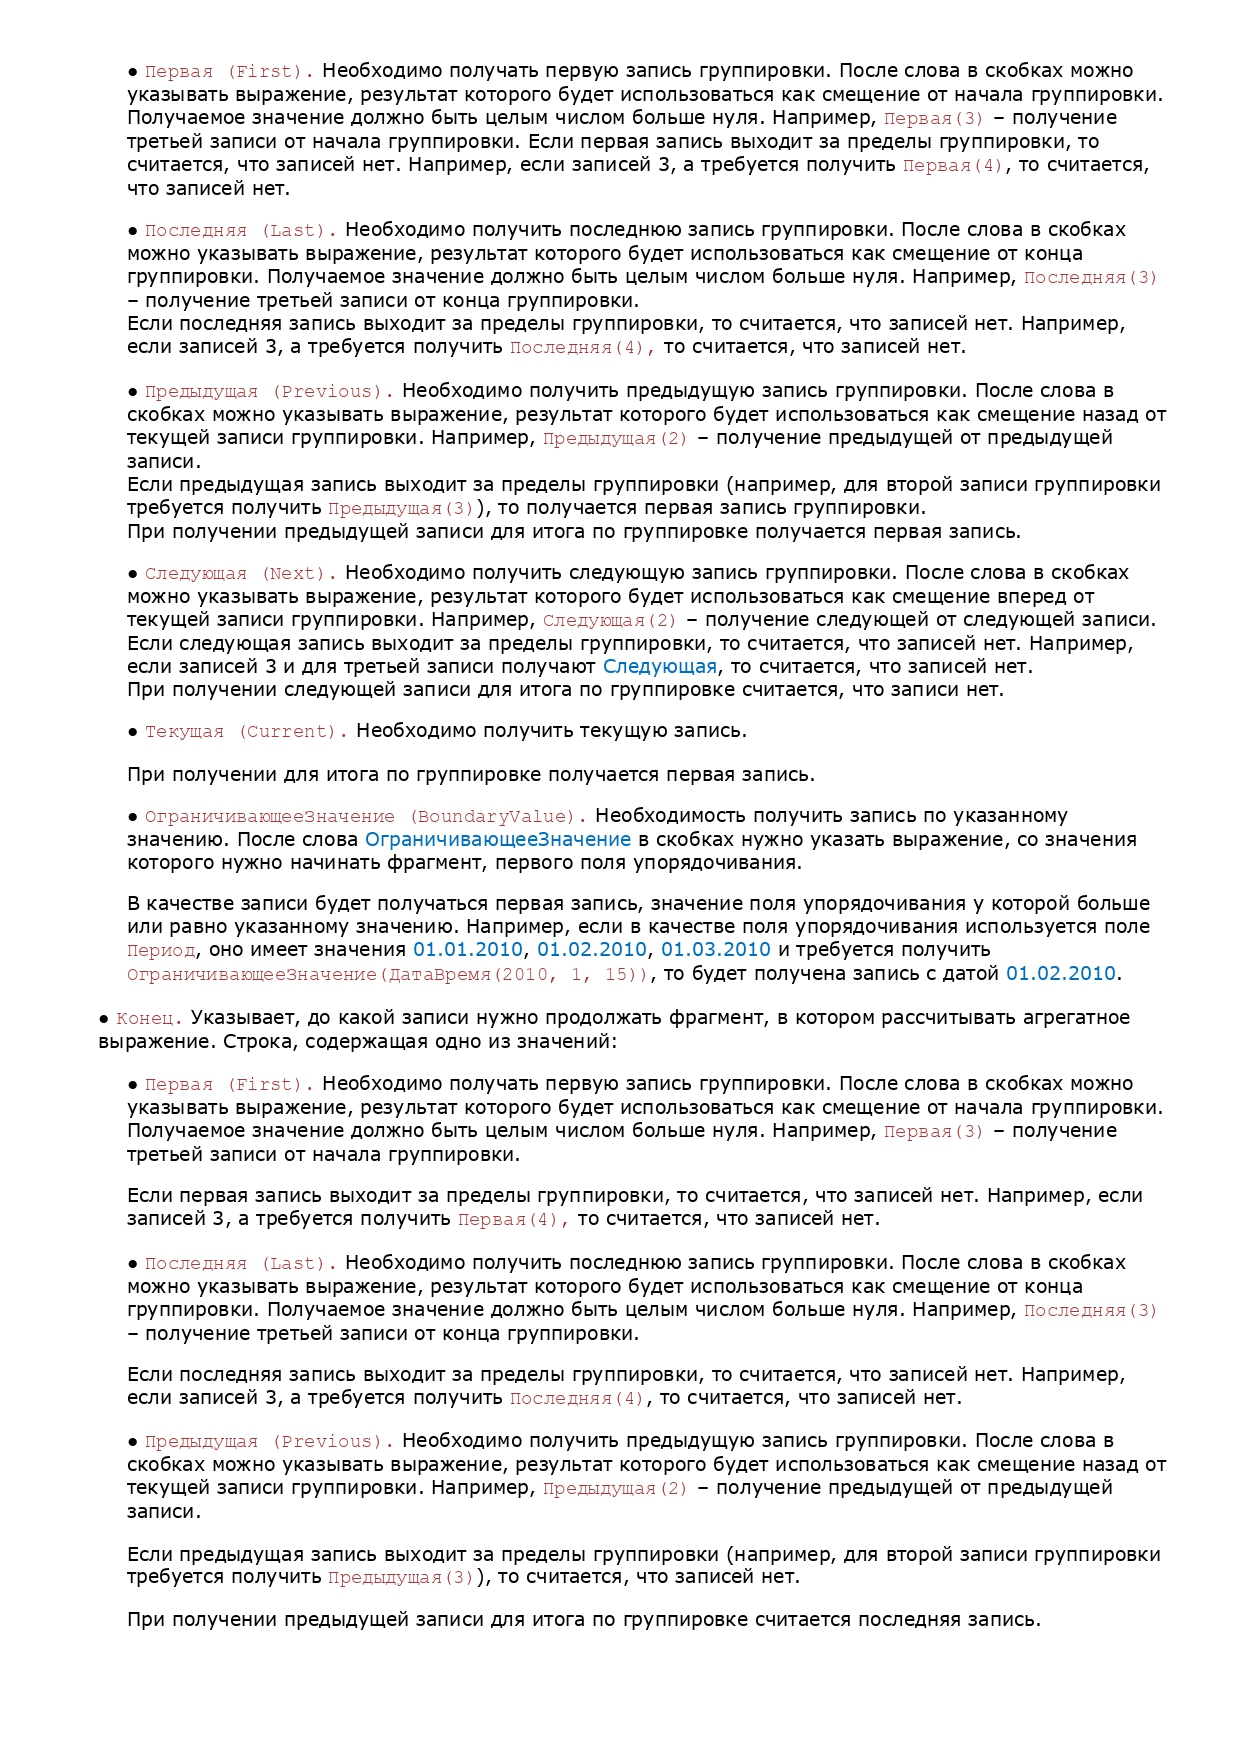 ● Первая (First). Необходимо получать первую запись группировки. После слова в скобках можно
указывать выражение, результат которого будет использоваться как смещение от начала группировки.
Получаемое значение должно быть целым числом больше нуля. Например, Первая(3) – получение
третьей записи от начала группировки. Если первая запись выходит за пределы группировки, то
считается, что записей нет. Например, если записей 3, а требуется получить Первая(4), то считается,
что записей нет.
● Последняя (Last). Необходимо получить последнюю запись группировки. После слова в скобках
можно указывать выражение, результат которого будет использоваться как смещение от конца
группировки. Получаемое значение должно быть целым числом больше нуля. Например, Последняя(3)
– получение третьей записи от конца группировки.
Если последняя запись выходит за пределы группировки, то считается, что записей нет. Например,
если записей 3, а требуется получить Последняя(4), то считается, что записей нет.
● Предыдущая (Previous). Необходимо получить предыдущую запись группировки. После слова в
скобках можно указывать выражение, результат которого будет использоваться как смещение назад от
текущей записи группировки. Например, Предыдущая(2) – получение предыдущей от предыдущей
записи.
Если предыдущая запись выходит за пределы группировки (например, для второй записи группировки
требуется получить Предыдущая(3)), то получается первая запись группировки.
При получении предыдущей записи для итога по группировке получается первая запись.
● Следующая (Next). Необходимо получить следующую запись группировки. После слова в скобках
можно указывать выражение, результат которого будет использоваться как смещение вперед от
текущей записи группировки. Например, Следующая(2) – получение следующей от следующей записи.
Если следующая запись выходит за пределы группировки, то считается, что записей нет. Например,
если записей 3 и для третьей записи получают Следующая, то считается, что записей нет.
При получении следующей записи для итога по группировке считается, что записи нет.
● Текущая (Current). Необходимо получить текущую запись.
При получении для итога по группировке получается первая запись.
● ОграничивающееЗначение (BoundaryValue). Необходимость получить запись по указанному
значению. После слова ОграничивающееЗначение в скобках нужно указать выражение, со значения
которого нужно начинать фрагмент, первого поля упорядочивания.
В качестве записи будет получаться первая запись, значение поля упорядочивания у которой больше
или равно указанному значению. Например, если в качестве поля упорядочивания используется поле
Период, оно имеет значения 01.01.2010, 01.02.2010, 01.03.2010 и требуется получить
ОграничивающееЗначение(ДатаВремя(2010, 1, 15)), то будет получена запись с датой 01.02.2010.
● Конец. Указывает, до какой записи нужно продолжать фрагмент, в котором рассчитывать агрегатное
выражение. Строка, содержащая одно из значений:
● Первая (First). Необходимо получать первую запись группировки. После слова в скобках можно
указывать выражение, результат которого будет использоваться как смещение от начала группировки.
Получаемое значение должно быть целым числом больше нуля. Например, Первая(3) – получение
третьей записи от начала группировки.
Если первая запись выходит за пределы группировки, то считается, что записей нет. Например, если
записей 3, а требуется получить Первая(4), то считается, что записей нет.
● Последняя (Last). Необходимо получить последнюю запись группировки. После слова в скобках
можно указывать выражение, результат которого будет использоваться как смещение от конца
группировки. Получаемое значение должно быть целым числом больше нуля. Например, Последняя(3)
– получение третьей записи от конца группировки.
Если последняя запись выходит за пределы группировки, то считается, что записей нет. Например,
если записей 3, а требуется получить Последняя(4), то считается, что записей нет.
● Предыдущая (Previous). Необходимо получить предыдущую запись группировки. После слова в
скобках можно указывать выражение, результат которого будет использоваться как смещение назад от
текущей записи группировки. Например, Предыдущая(2) – получение предыдущей от предыдущей
записи.
Если предыдущая запись выходит за пределы группировки (например, для второй записи группировки
требуется получить Предыдущая(3)), то считается, что записей нет.
При получении предыдущей записи для итога по группировке считается последняя запись.